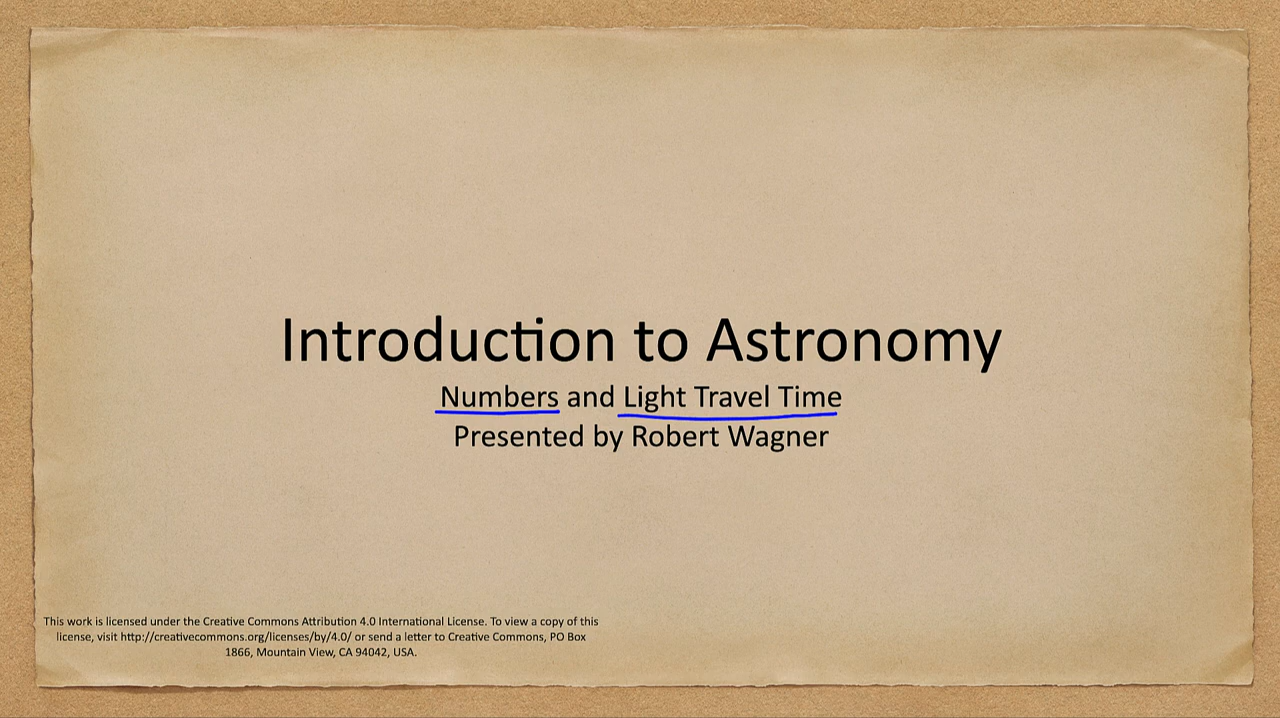 Introduction to Astronomy
Numbers and Light Travel Time
Presented by Robert Wagner
This work is licensed under the Creative Commons Attribution 4.0 International License. To view a copy of this
license, visit http://creativecommons.org/licenses/by/4.0/ or send a letter to Creative Commons, PO Box
1866, Mountain View, CA 94042, USA.